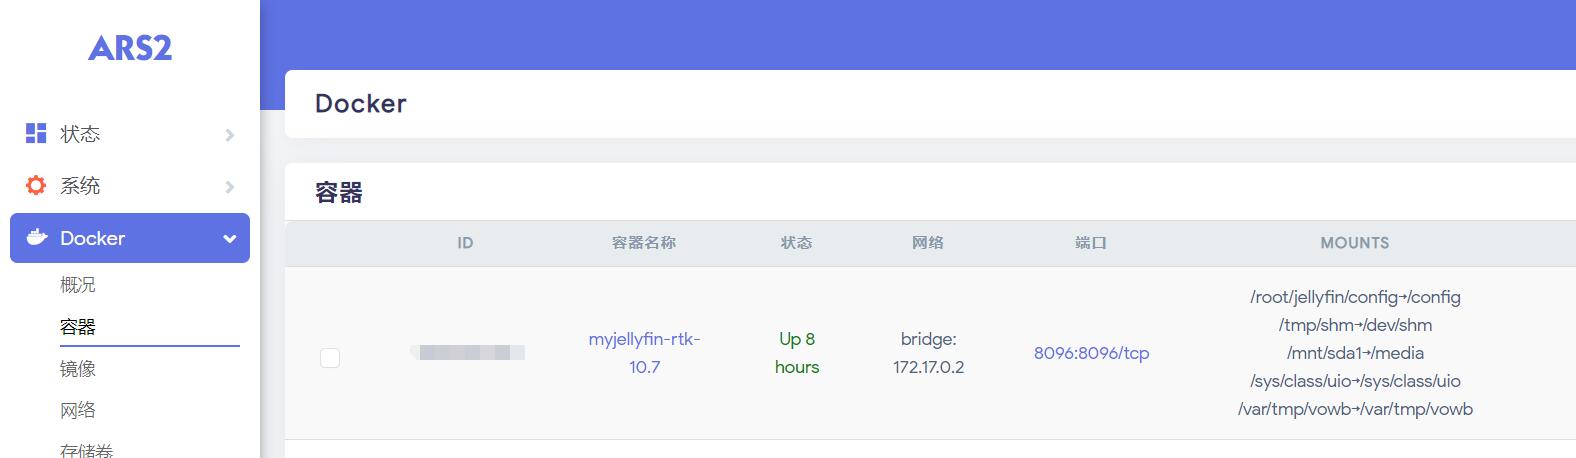 ARS2
状态
系统
Docker
概况
容器
镜像
网络
存储卷
Docker
容器
ID 容器名称 状态 网络 端口 MOUNTS
myjellyfin-rtk-
10.7
Up 8
hours
bridge:
172.17.0.2
8096:8096/tcp
/root/jellyfin/config→/config
/tmp/shm→/dev/shm
/mnt/sda1→/media
/sys/class/uio→/sys/class/uio
/var/tmp/vowb→/var/tmp/vowb